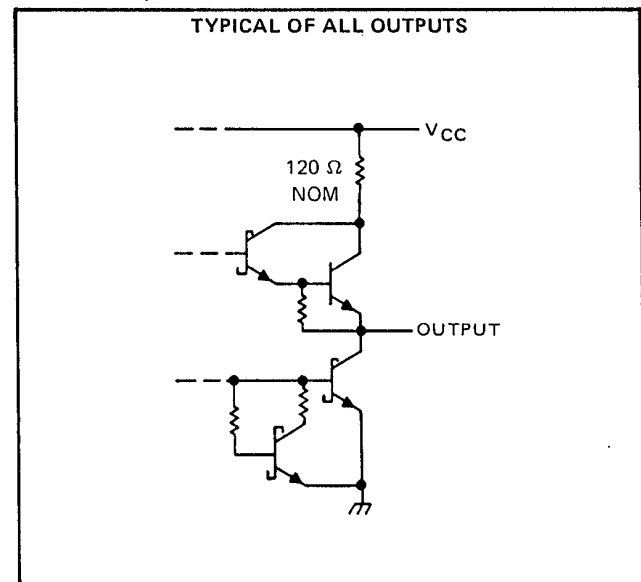 TYPICAL OF ALL OUTPUTS
VCC
120 Ω
NOM
OUTPUT